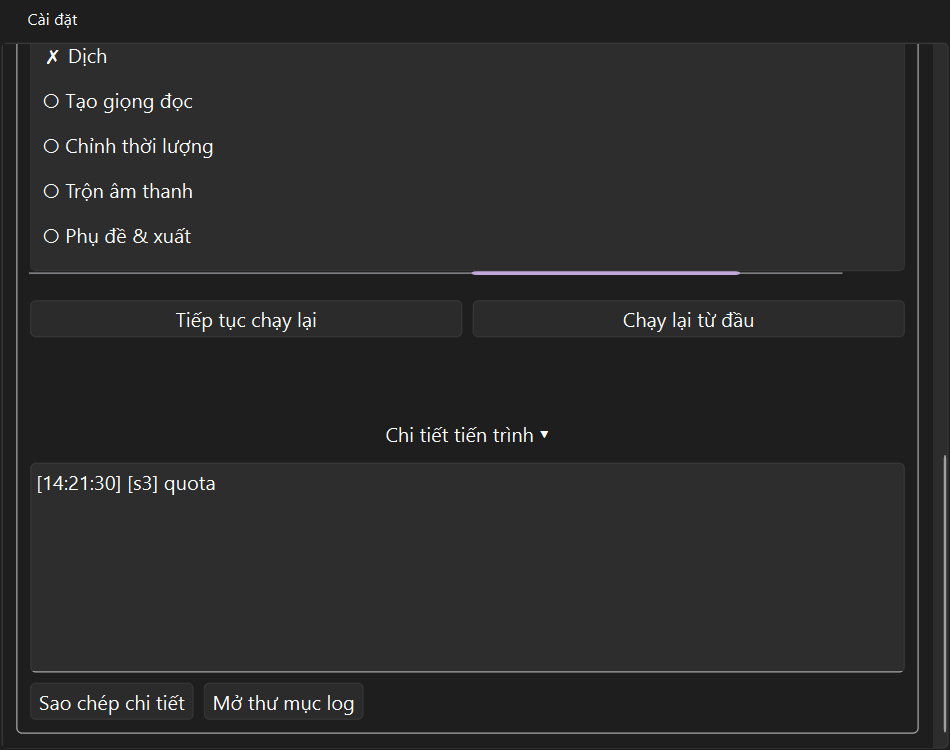 Cài đặt
✗ Dịch
○ Tạo giọng đọc
○ Chỉnh thời lượng
○ Trộn âm thanh
○ Phụ đề & xuất
Tiếp tục chạy lại
Chạy lại từ đầu
Chi tiết tiến trình ▼
[14:21:30] [s3] quota
Sao chép chi tiết
Mở thư mục log